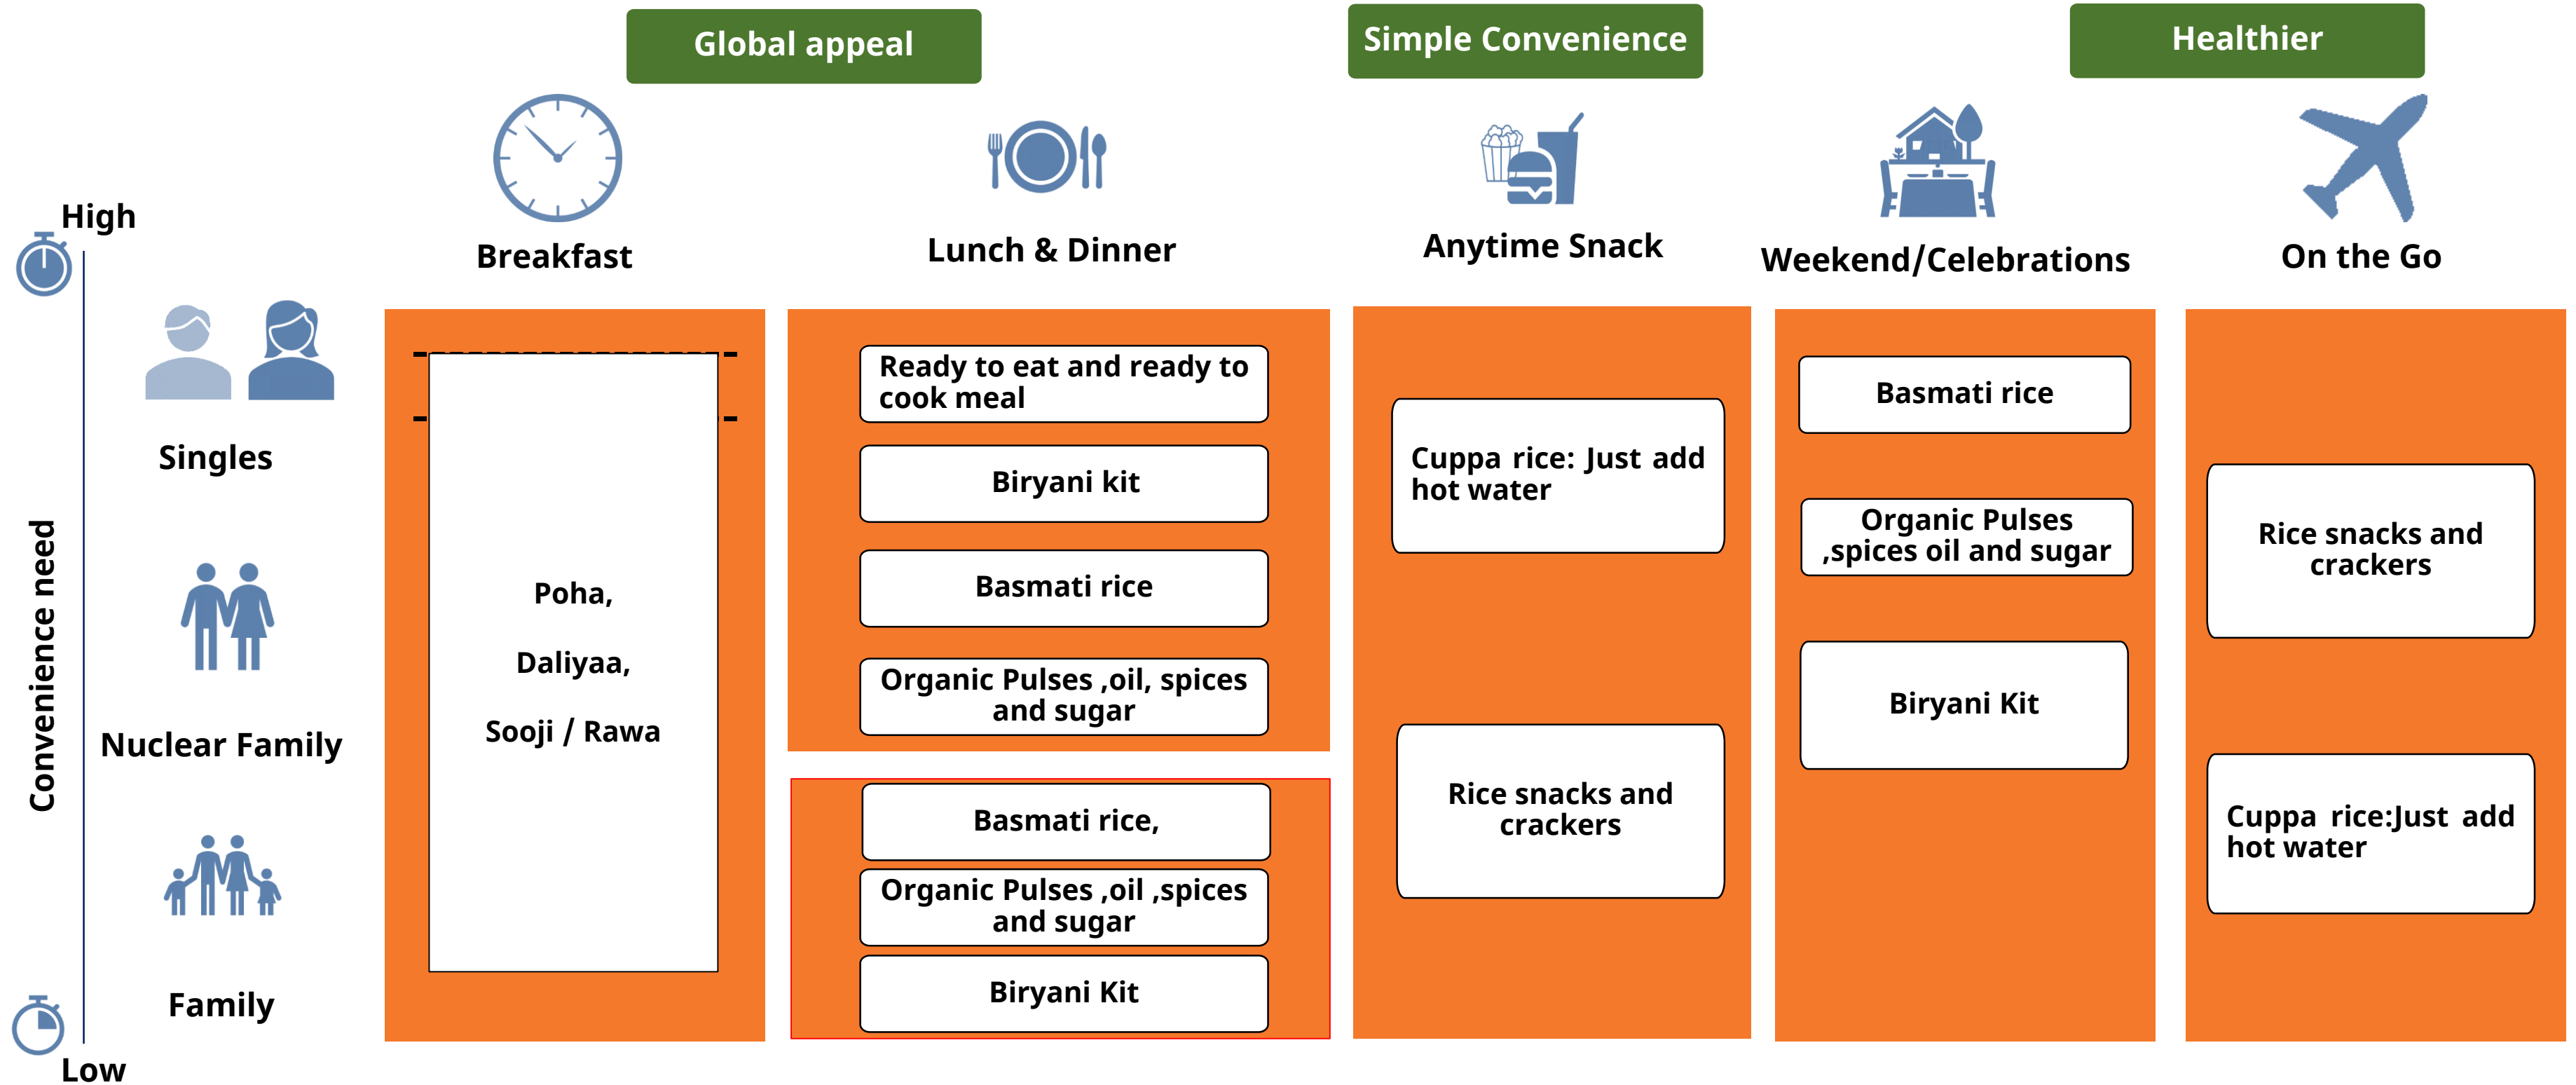 Global appeal
Simple Convenience
Healthier
Breakfast
Lunch & Dinner
Anytime Snack
Weekend/Celebrations
On the Go
High
Convenience need
Low
Singles
Nuclear Family
Family
Poha,
Daliyaa,
Sooji / Rawa
Ready to eat and ready to
cook meal
Biryani kit
Basmati rice
Organic Pulses ,oil, spices
and sugar
Basmati rice,
Organic Pulses ,oil ,spices
and sugar
Biryani Kit
Cuppa rice: Just add
hot water
Rice snacks and
crackers
Basmati rice
Organic Pulses
,spices oil and sugar
Biryani Kit
Rice snacks and
crackers
Cuppa rice:Just add
hot water